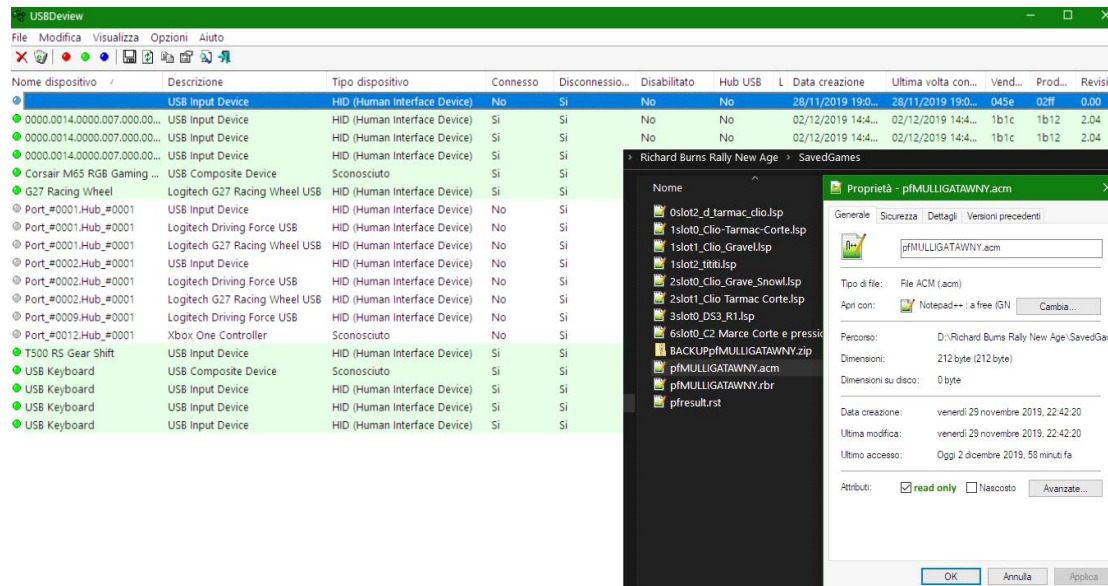 USBDeview
File Modifica Visualizza Opzioni Aiuto
Nome dispositivo / Descrizione Tipo dispositivo Connesso Disconnessio... Disabilitato Hub USB L Data creazione Ultima volta con... Vend... Prod... Revisi
USB Input Device HID (Human Interface Device) No Si No No 28/11/2019 19:0... 28/11/2019 19:0... 045e 02ff 0.00
0000.0014.0000.007.000.00... USB Input Device HID (Human Interface Device) Si Si No No 02/12/2019 14:4... 02/12/2019 14:4... 1b1c 1b12 2.04
0000.0014.0000.007.000.00... USB Input Device HID (Human Interface Device) Si Si No No 02/12/2019 14:4... 02/12/2019 14:4... 1b1c 1b12 2.04
0000.0014.0000.007.000.00... USB Input Device HID (Human Interface Device) Si Si
Corsair M65 RGB Gaming ... USB Composite Device Sconosciuto Si Si
G27 Racing Wheel Logitech G27 Racing Wheel USB HID (Human Interface Device) Si Si
Port_#0001.Hub_#0001 USB Input Device HID (Human Interface Device) No Si
Port_#0001.Hub_#0001 Logitech Driving Force USB HID (Human Interface Device) No Si
Port_#0001.Hub_#0001 Logitech G27 Racing Wheel USB HID (Human Interface Device) No Si
Port_#0002.Hub_#0001 USB Input Device HID (Human Interface Device) No Si
Port_#0002.Hub_#0001 Logitech Driving Force USB HID (Human Interface Device) No Si
Port_#0002.Hub_#0001 Logitech G27 Racing Wheel USB HID (Human Interface Device) No Si
Port_#0009.Hub_#0001 Logitech Driving Force USB HID (Human Interface Device) No Si
Port_#0012.Hub_#0001 Xbox One Controller Sconosciuto No Si
T500 RS Gear Shift USB Input Device HID (Human Interface Device) Si Si
USB Keyboard USB Composite Device Sconosciuto Si Si
USB Keyboard USB Input Device HID (Human Interface Device) Si Si
USB Keyboard USB Input Device HID (Human Interface Device) Si Si
USB Keyboard USB Input Device HID (Human Interface Device) Si Si
› Richard Burns Rally New Age › SavedGames
Nome
0slot2_d_tarmac_clio.lsp
1slot0_Clio-Tarmac-Corte.lsp
1slot1_Clio_Gravel.lsp
1slot2_tititi.lsp
2slot0_Clio_Grave_Snowl.lsp
2slot1_Clio Tarmac Corte.lsp
3slot0_DS3_R1.lsp
6slot0_C2 Marce Corte e pressic
BACKUPpfMULLIGATAWNY.zip
pfMULLIGATAWNY.acm
pfMULLIGATAWNY.rbr
pfresult.rst
Proprietà - pfMULLIGATAWNY.acm
Generale Sicurezza Dettagli Versioni precedenti
pfMULLIGATAWNY.acm
Tipo di file: File ACM (.acm)
Apri con: Notepad++ : a free (GN Cambia...
Percorso: D:\Richard Burns Rally New Age\SavedGar
Dimensioni: 212 byte (212 byte)
Dimensioni su disco: 0 byte
Data creazione: venerdì 29 novembre 2019, 22:42:20
Ultima modifica: venerdì 29 novembre 2019, 22:42:20
Ultimo accesso: Oggi 2 dicembre 2019, 58 minuti fa
Attributi: read only Nascosto Avanzate...
OK Annulla Applica